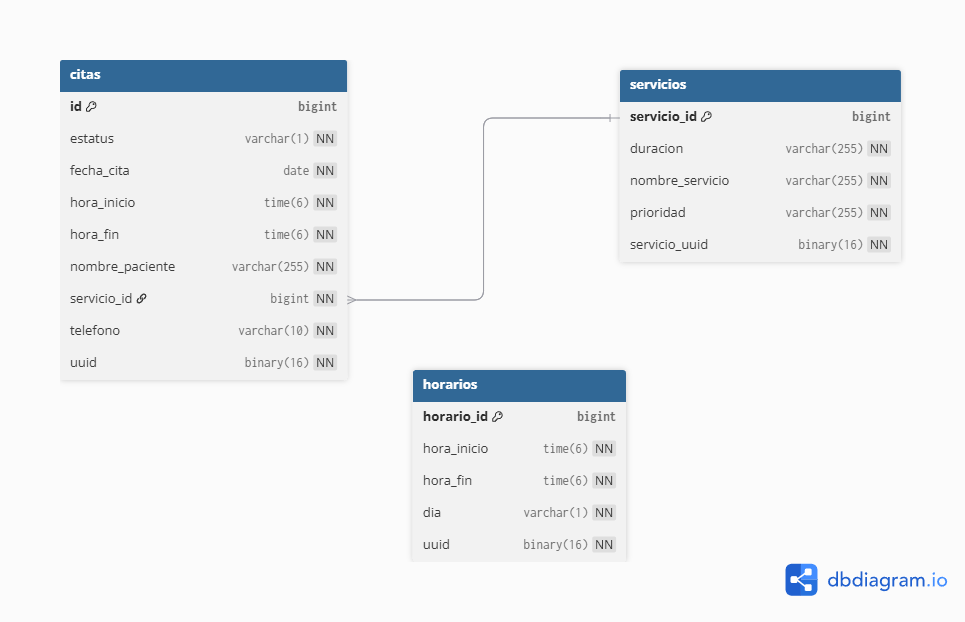 citas
id bigint
estatus varchar(1) NN
fecha_cita date NN
hora_inicio time(6) NN
hora_fin time(6) NN
nombre_paciente varchar(255) NN
servicio_id bigint NN
telefono varchar(10) NN
uuid binary(16) NN
servicios
servicio_id bigint
duracion varchar(255) NN
nombre_servicio varchar(255) NN
prioridad varchar(255) NN
servicio_uuid binary(16) NN
horarios
horario_id bigint
hora_inicio time(6) NN
hora_fin time(6) NN
dia varchar(1) NN
uuid binary(16) NN
dbdiagram.io